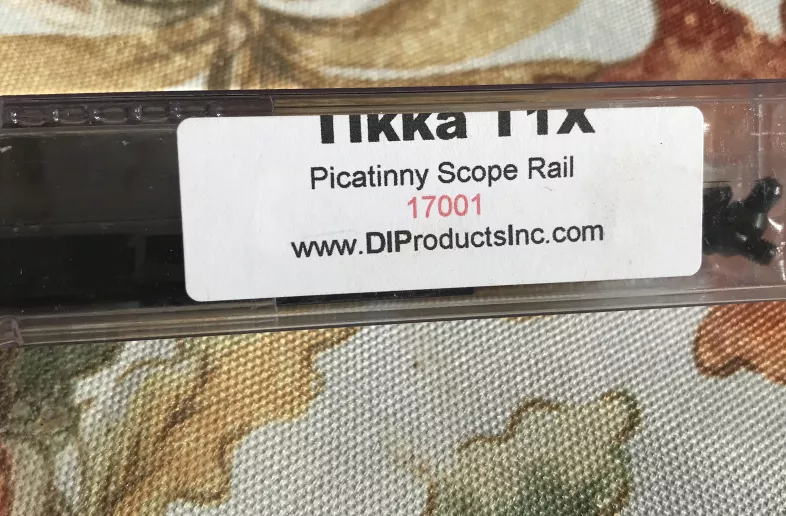 Tikka T1X
Picatinny Scope Rail
17001
www.DIProductsInc.com